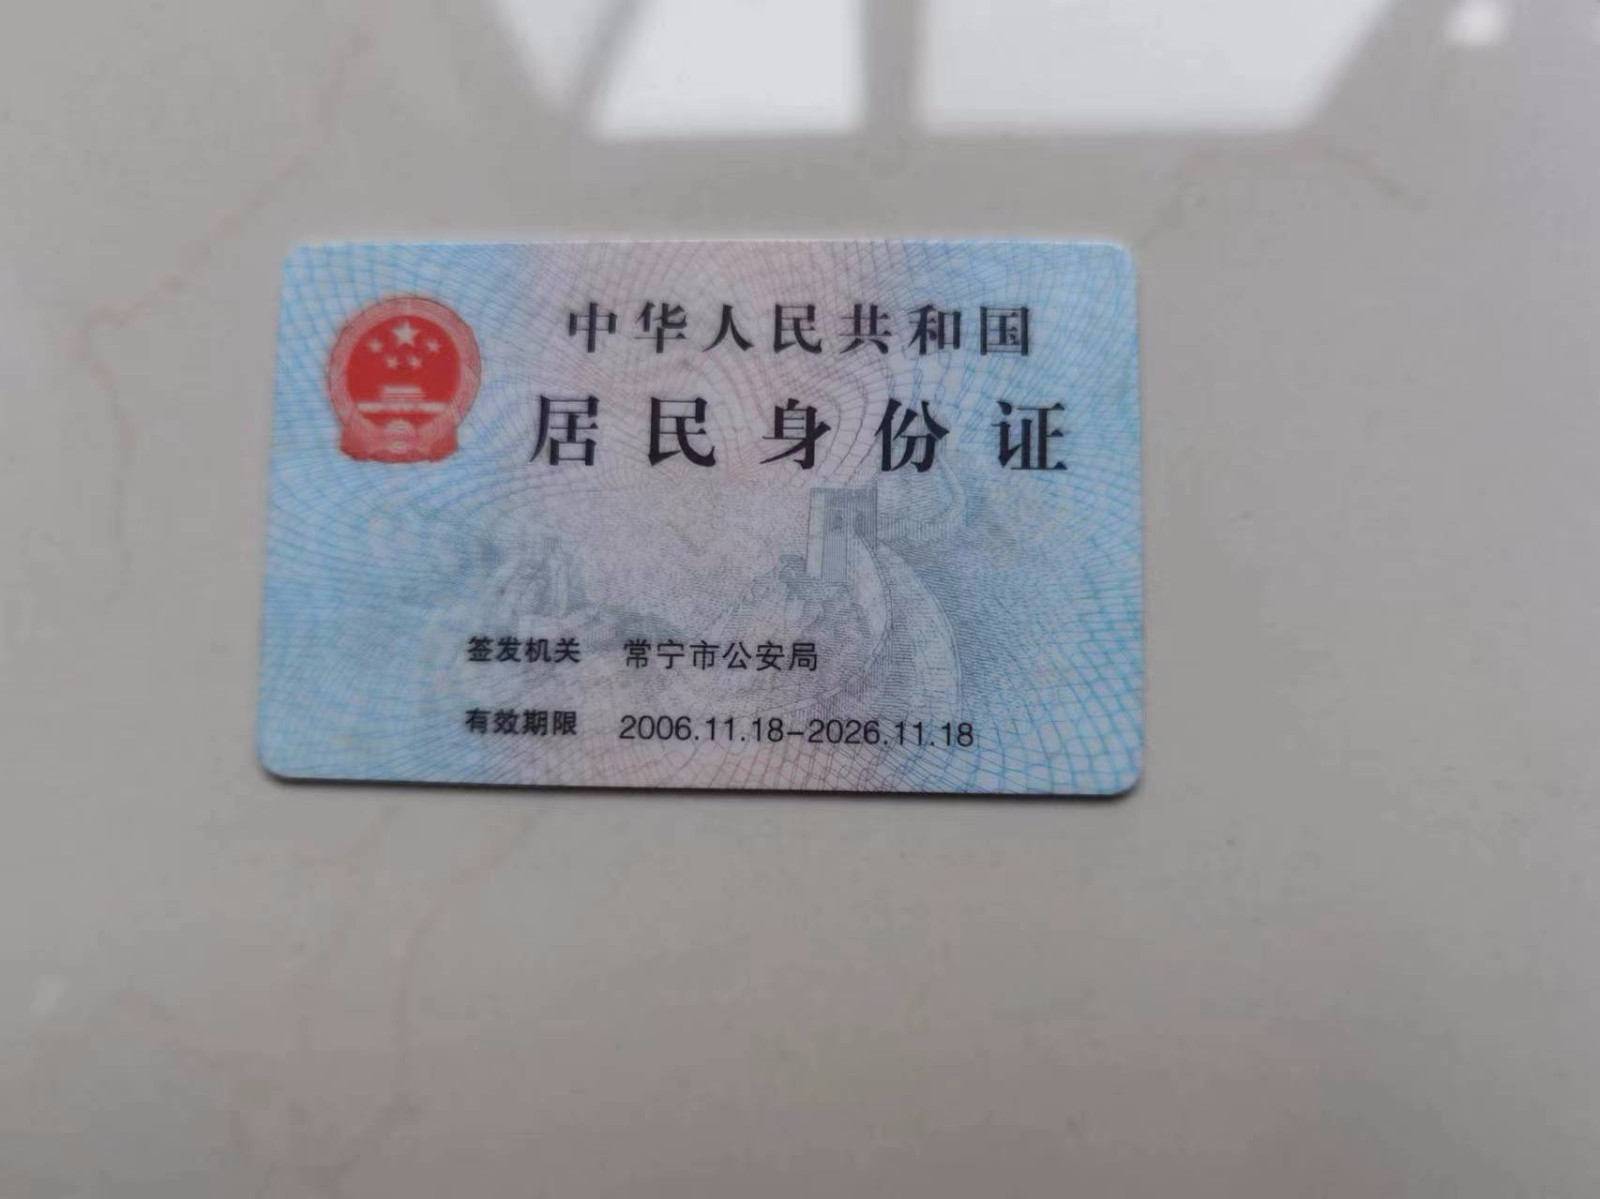 中华人民共和国
居民身份证
签发机关 常宁市公安局
有效期限 2006.11.18-2026.11.18